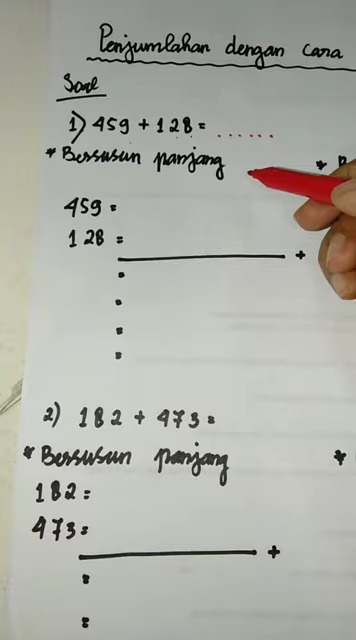 Penjumlahan dengan cara
Soal
1) 459 + 128 = ......
* Bersusun panjang *
459 =
128 =
+
=
=
=
=
2) 182 + 473 =
* Bersusun panjang *
182 =
473 =
+
=
=